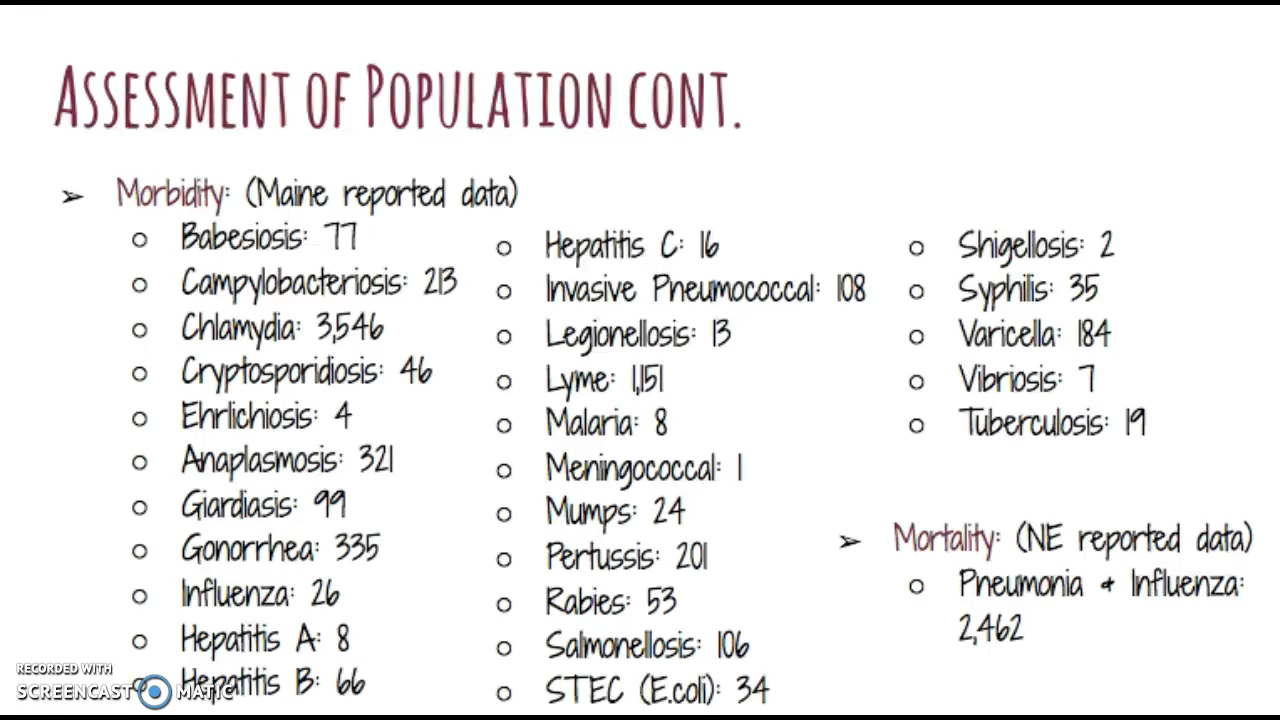 Assessment of Population cont.
➢ Morbidity: (Maine reported data)
○ Babesiosis: 77
○ Campylobacteriosis: 213
○ Chlamydia: 3,546
○ Cryptosporidiosis: 46
○ Ehrlichiosis: 4
○ Anaplasmosis: 321
○ Giardiasis: 99
○ Gonorrhea: 335
○ Influenza: 26
○ Hepatitis A: 8
○ Hepatitis B: 66
○ Hepatitis C: 16
○ Invasive Pneumococcal: 108
○ Legionellosis: 13
○ Lyme: 1,151
○ Malaria: 8
○ Meningococcal: 1
○ Mumps: 24
○ Pertussis: 201
○ Rabies: 53
○ Salmonellosis: 106
○ STEC (E.coli): 34
○ Shigellosis: 2
○ Syphilis: 35
○ Varicella: 184
○ Vibriosis: 7
○ Tuberculosis: 19
➢ Mortality: (NE reported data)
○ Pneumonia & Influenza:
2,462
RECORDED WITH
SCREENCAST MATIC